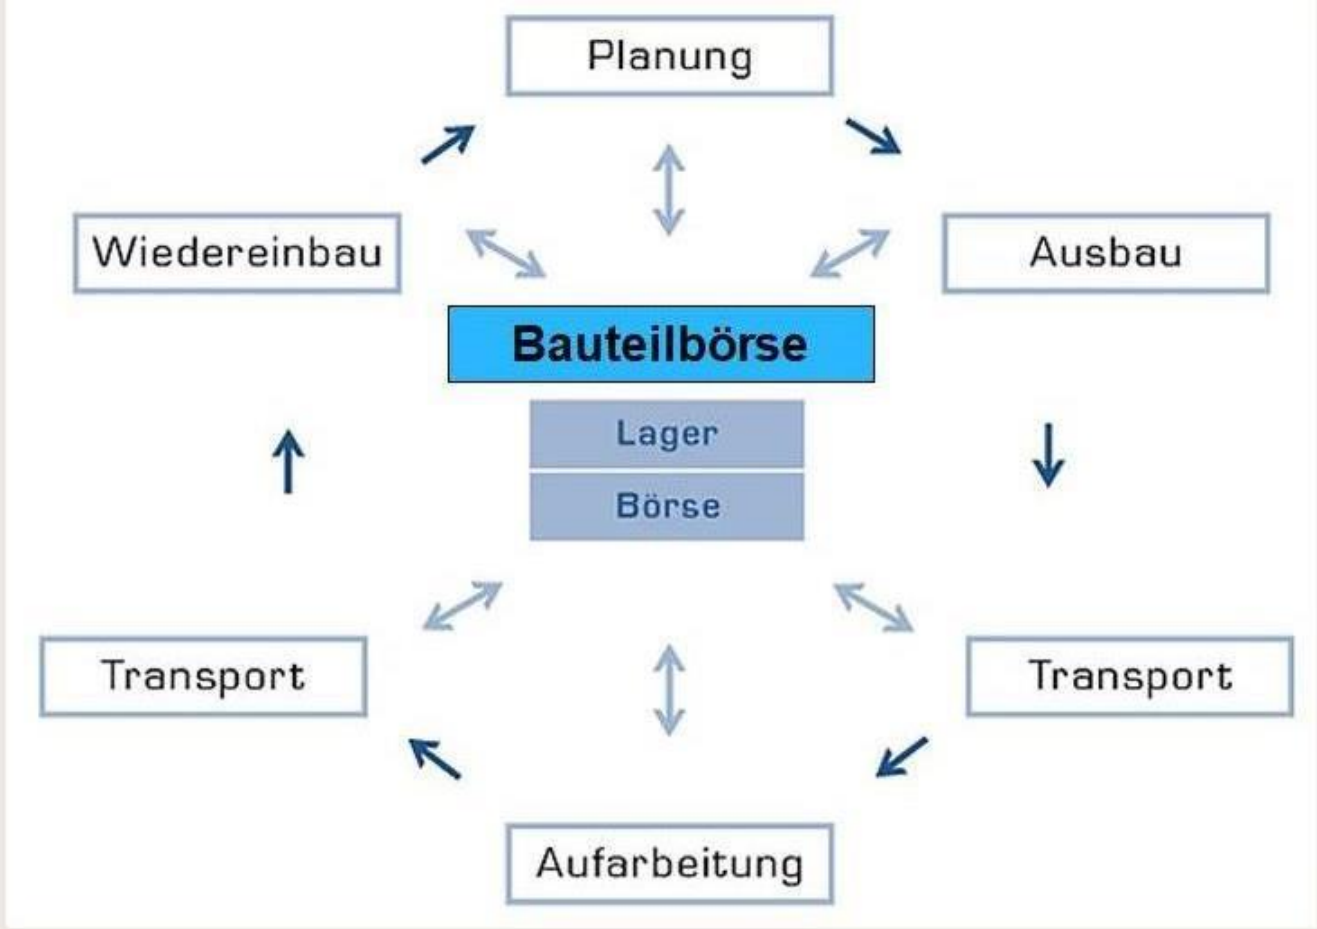 Planung
Wiedereinbau
Ausbau
Bauteilbörse
Lager
Börse
Transport
Transport
Aufarbeitung